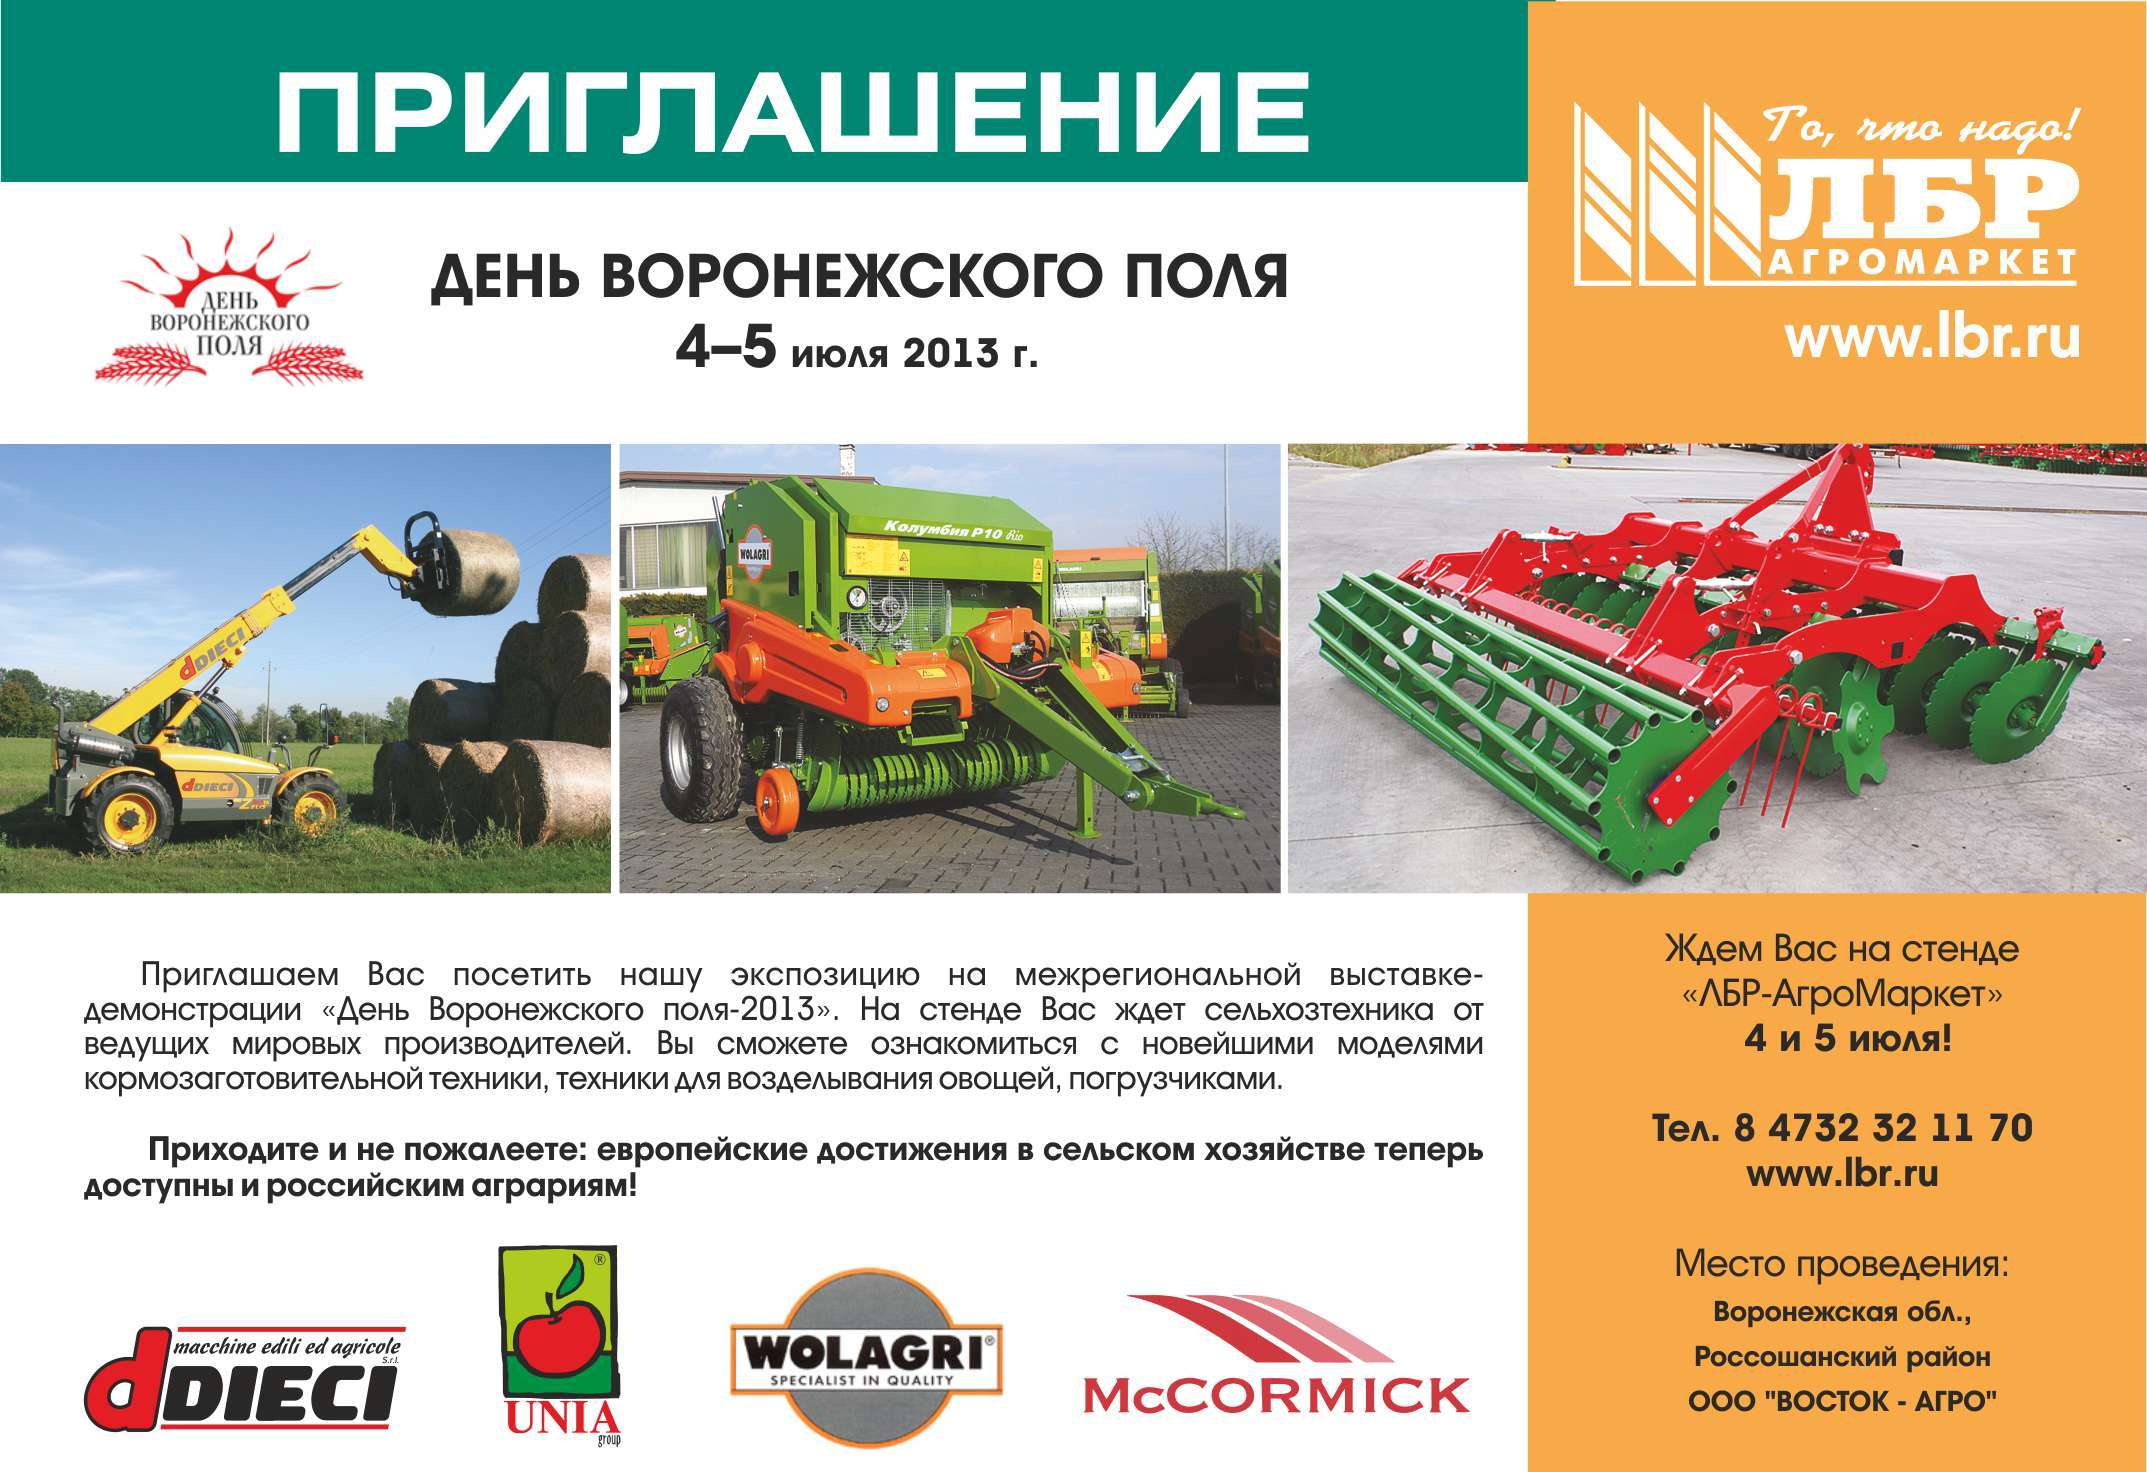 ПРИГЛАШЕНИЕ
То, что надо!
ЛБР
АГРОМАРКЕТ
www.lbr.ru
ДЕНЬ
ВОРОНЕЖСКОГО
ПОЛЯ
ДЕНЬ ВОРОНЕЖСКОГО ПОЛЯ
4–5 июля 2013 г.
dDIECI
dDIECI
WOLAGRI
Колумбия Р10 Rio
Приглашаем Вас посетить нашу экспозицию на межрегиональной выставке-
демонстрации «День Воронежского поля-2013». На стенде Вас ждет сельхозтехника от
ведущих мировых производителей. Вы сможете ознакомиться с новейшими моделями
кормозаготовительной техники, техники для возделывания овощей, погрузчиками.
Приходите и не пожалеете: европейские достижения в сельском хозяйстве теперь
доступны и российским аграриям!
macchine edili ed agricole
S.r.l.
dDIECI
®
UNIA
group
WOLAGRI®
SPECIALIST IN QUALITY
McCORMICK
Ждем Вас на стенде
«ЛБР-АгроМаркет»
4 и 5 июля!
Тел. 8 4732 32 11 70
www.lbr.ru
Место проведения:
Воронежская обл.,
Россошанский район
ООО "ВОСТОК - АГРО"